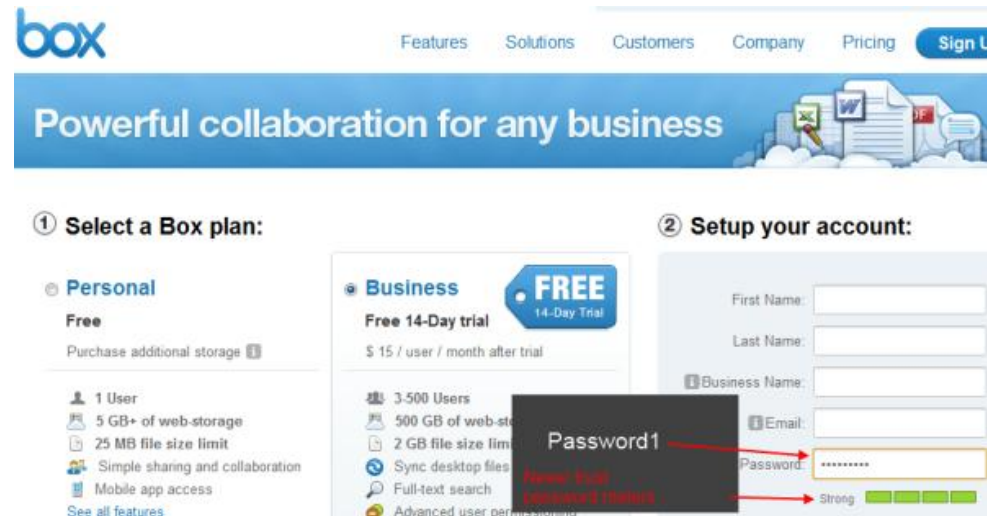 box
Features Solutions Customers Company Pricing Sign U
Powerful collaboration for any business
1 Select a Box plan:
2 Setup your account:
Personal
Free
Purchase additional storage
1 User
5 GB+ of web-storage
25 MB file size limit
Simple sharing and collaboration
Mobile app access
See all features
Business
Free 14-Day trial
$ 15 / user / month after trial
FREE
14-Day Trial
3-500 Users
500 GB of web-st
2 GB file size lim
Sync desktop files
Full-text search
Advanced user permissioning
First Name:
Last Name:
Business Name:
Email:
Password:
Strong
Password1
Never trust
password meters